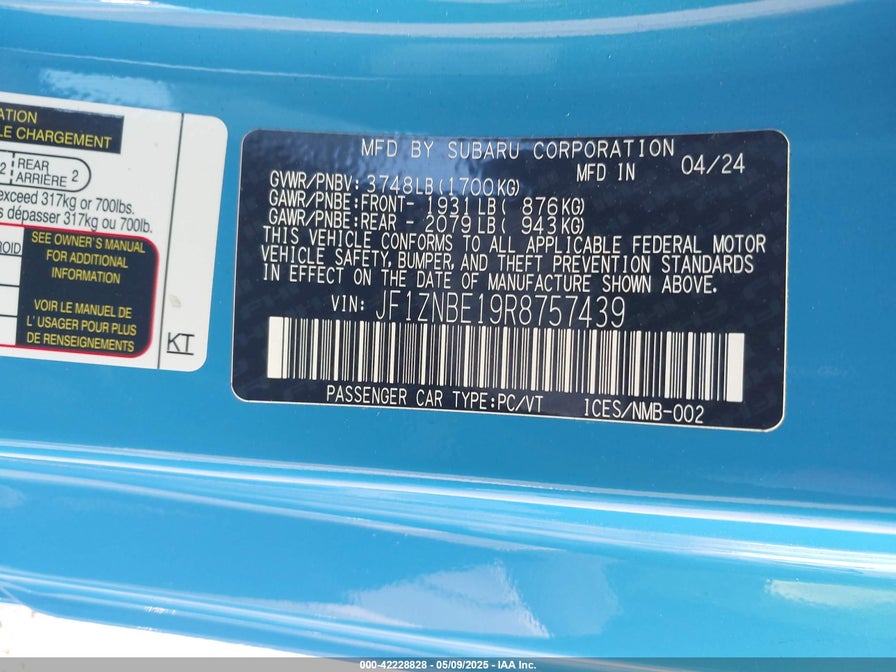 ATION
LE CHARGEMENT
2 REAR
ARRIÈRE 2
exceed 317kg or 700lbs.
s dépasser 317kg ou 700lb.
ROID
SEE OWNER'S MANUAL
FOR ADDITIONAL
INFORMATION
VOIR LE MANUEL DE
L' USAGER POUR PLUS
DE RENSEIGNEMENTS
KT
MFD BY SUBARU CORPORATION
MFD IN 04/24
GVWR/PNBV: 3748LB(1700KG)
GAWR/PNBE:FRONT- 1931LB( 876KG)
GAWR/PNBE:REAR - 2079LB( 943KG)
THIS VEHICLE CONFORMS TO ALL APPLICABLE FEDERAL MOTOR
VEHICLE SAFETY, BUMPER, AND THEFT PREVENTION STANDARDS
IN EFFECT ON THE DATE OF MANUFACTURE SHOWN ABOVE.
VIN: JF1ZNBE19R8757439
PASSENGER CAR TYPE:PC/VT ICES/NMB-002
000-42228828 - 05/09/2025 - IAA Inc.